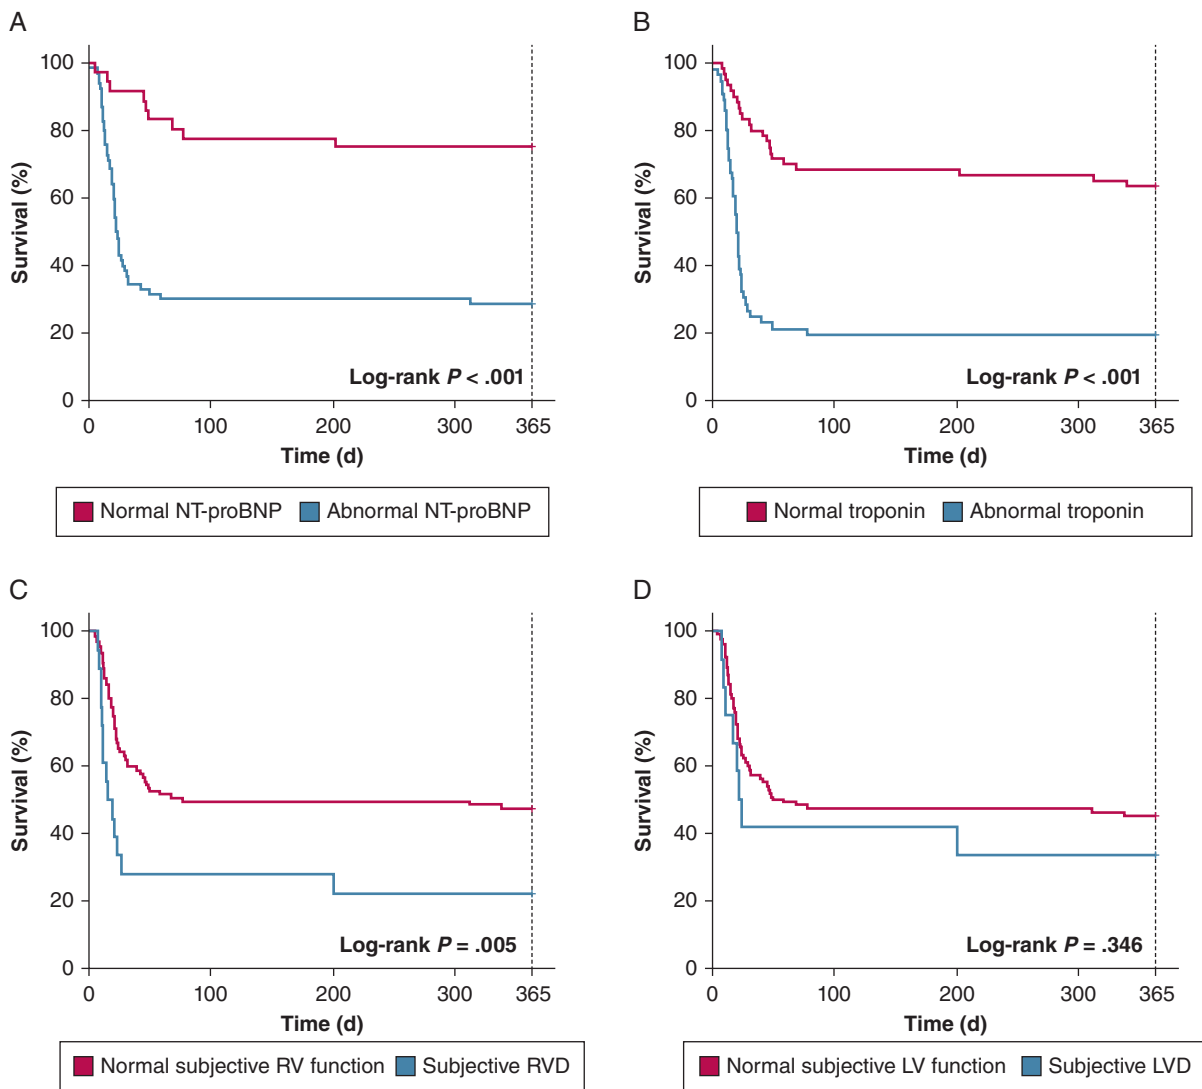 A
100
80
60
40
20
0
Survival (%)
Log-rank P < .001
0 100 200 300 365
Time (d)
Normal NT-proBNP Abnormal NT-proBNP
B
100
80
60
40
20
0
Survival (%)
Log-rank P < .001
0 100 200 300 365
Time (d)
Normal troponin Abnormal troponin
C
100
80
60
40
20
0
Survival (%)
Log-rank P = .005
0 100 200 300 365
Time (d)
Normal subjective RV function Subjective RVD
D
100
80
60
40
20
0
Survival (%)
Log-rank P = .346
0 100 200 300 365
Time (d)
Normal subjective LV function Subjective LVD